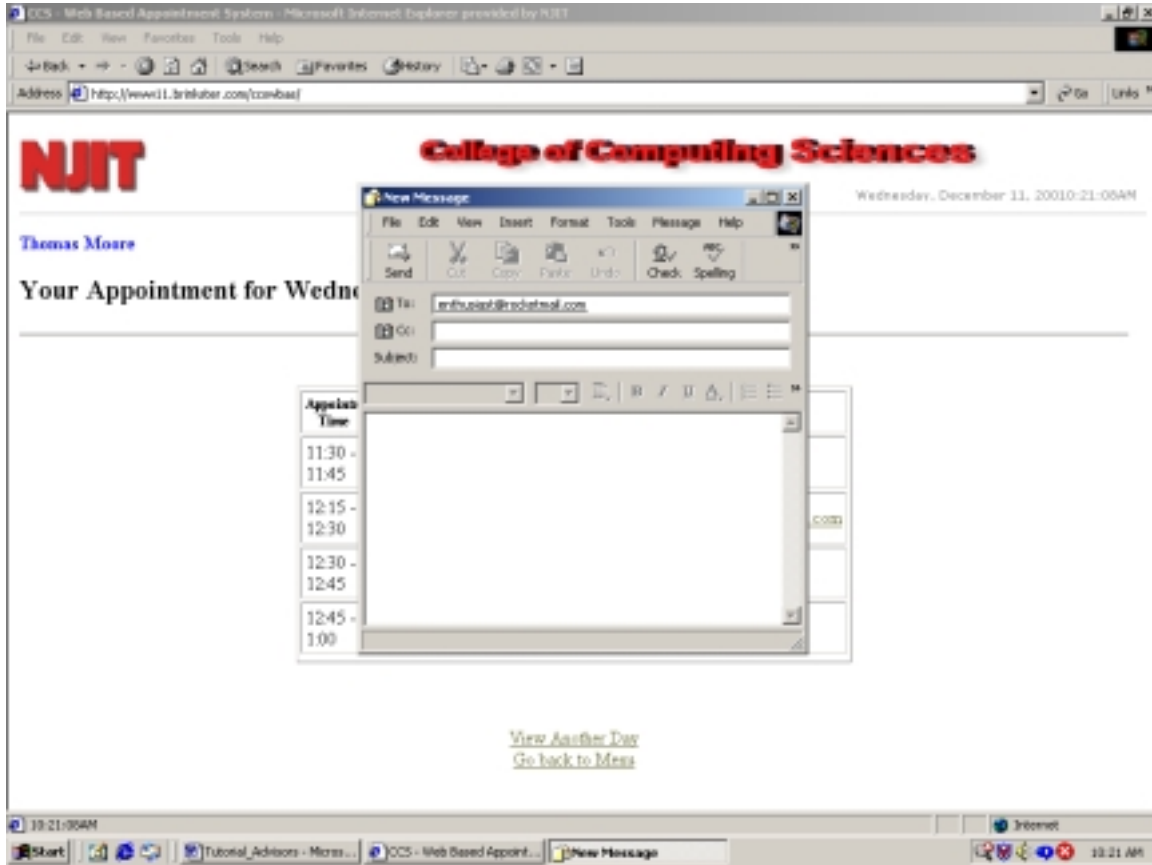 CCS - Web Based Appointment System - Microsoft Internet Explorer provided by NJIT
File Edit View Favorites Tools Help
Back Search Favorites History
Address http://www11.brinkster.com/ccswbas/ Go Links
NJIT
College of Computing Sciences
Wednesday, December 11, 20010:21:08AM
Thomas Moore
Your Appointment for Wedne
New Message
File Edit View Insert Format Tools Message Help
Send Cut Copy Paste Undo Check Spelling
To: enthusiast@rocketmail.com
Cc:
Subject:
B I U A
Appoint
Time
11:30 -
11:45
12:15 -
12:30
.com
12:30 -
12:45
12:45 -
1:00
View Another Day
Go back to Menu
10:21:08AM Internet
Start Tutorial_Advisors - Micros... CCS - Web Based Appoint... New Message 10:21 AM